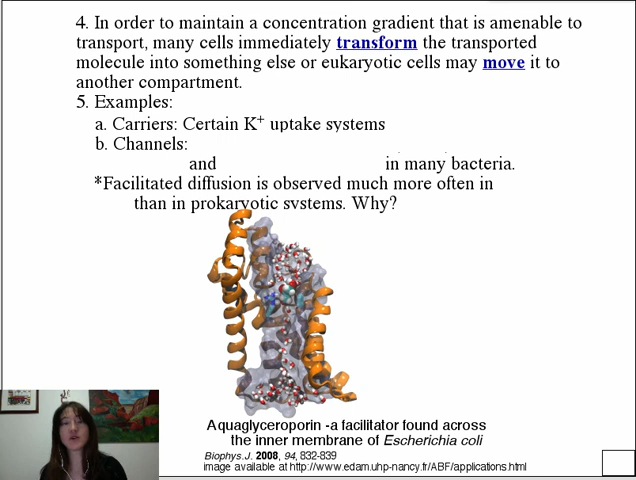 4. In order to maintain a concentration gradient that is amenable to
transport, many cells immediately transform the transported
molecule into something else or eukaryotic cells may move it to
another compartment.
5. Examples:
a. Carriers: Certain K+ uptake systems
b. Channels:
and in many bacteria.
*Facilitated diffusion is observed much more often in
than in prokaryotic systems. Why?
Aquaglyceroporin -a facilitator found across
the inner membrane of Escherichia coli
Biophys.J. 2008, 94, 832-839
image available at http://www.edam.uhp-nancy.fr/ABF/applications.html